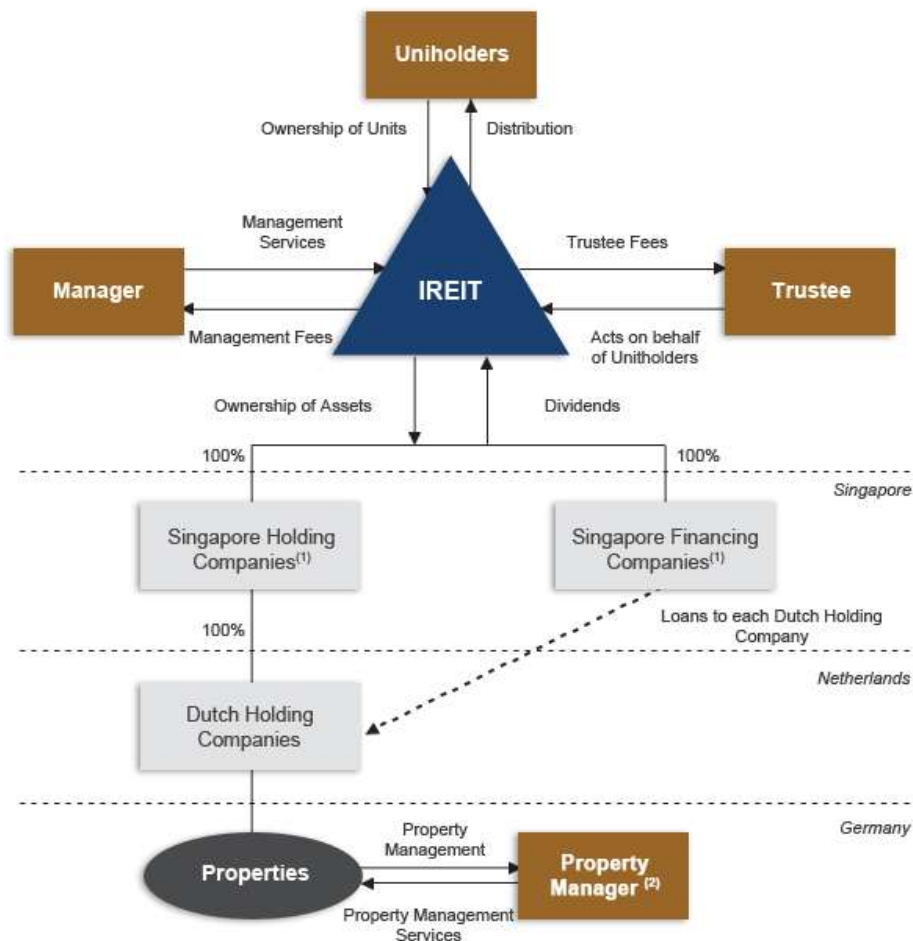 Uniholders
Ownership of Units
Distribution
Management
Services
Trustee Fees
Manager
IREIT
Trustee
Management Fees
Acts on behalf
of Unitholders
Ownership of Assets
Dividends
100%
100%
Singapore
Singapore Holding
Companies(1)
Singapore Financing
Companies(1)
100%
Loans to each Dutch Holding
Company
Netherlands
Dutch Holding
Companies
Germany
Property
Management
Properties
Property
Manager (2)
Property Management
Services